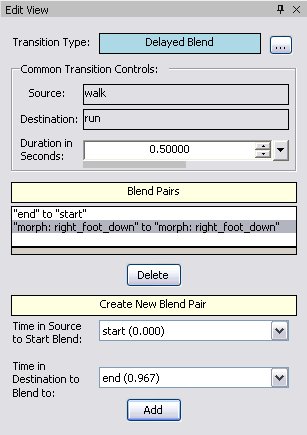 Edit View
Transition Type: Delayed Blend ...
Common Transition Controls:
Source: walk
Destination: run
Duration in
Seconds: 0.50000
Blend Pairs
"end" to "start"
"morph: right_foot_down" to "morph: right_foot_down"
Delete
Create New Blend Pair
Time in Source
to Start Blend: start (0.000)
Time in
Destination to
Blend to: end (0.967)
Add